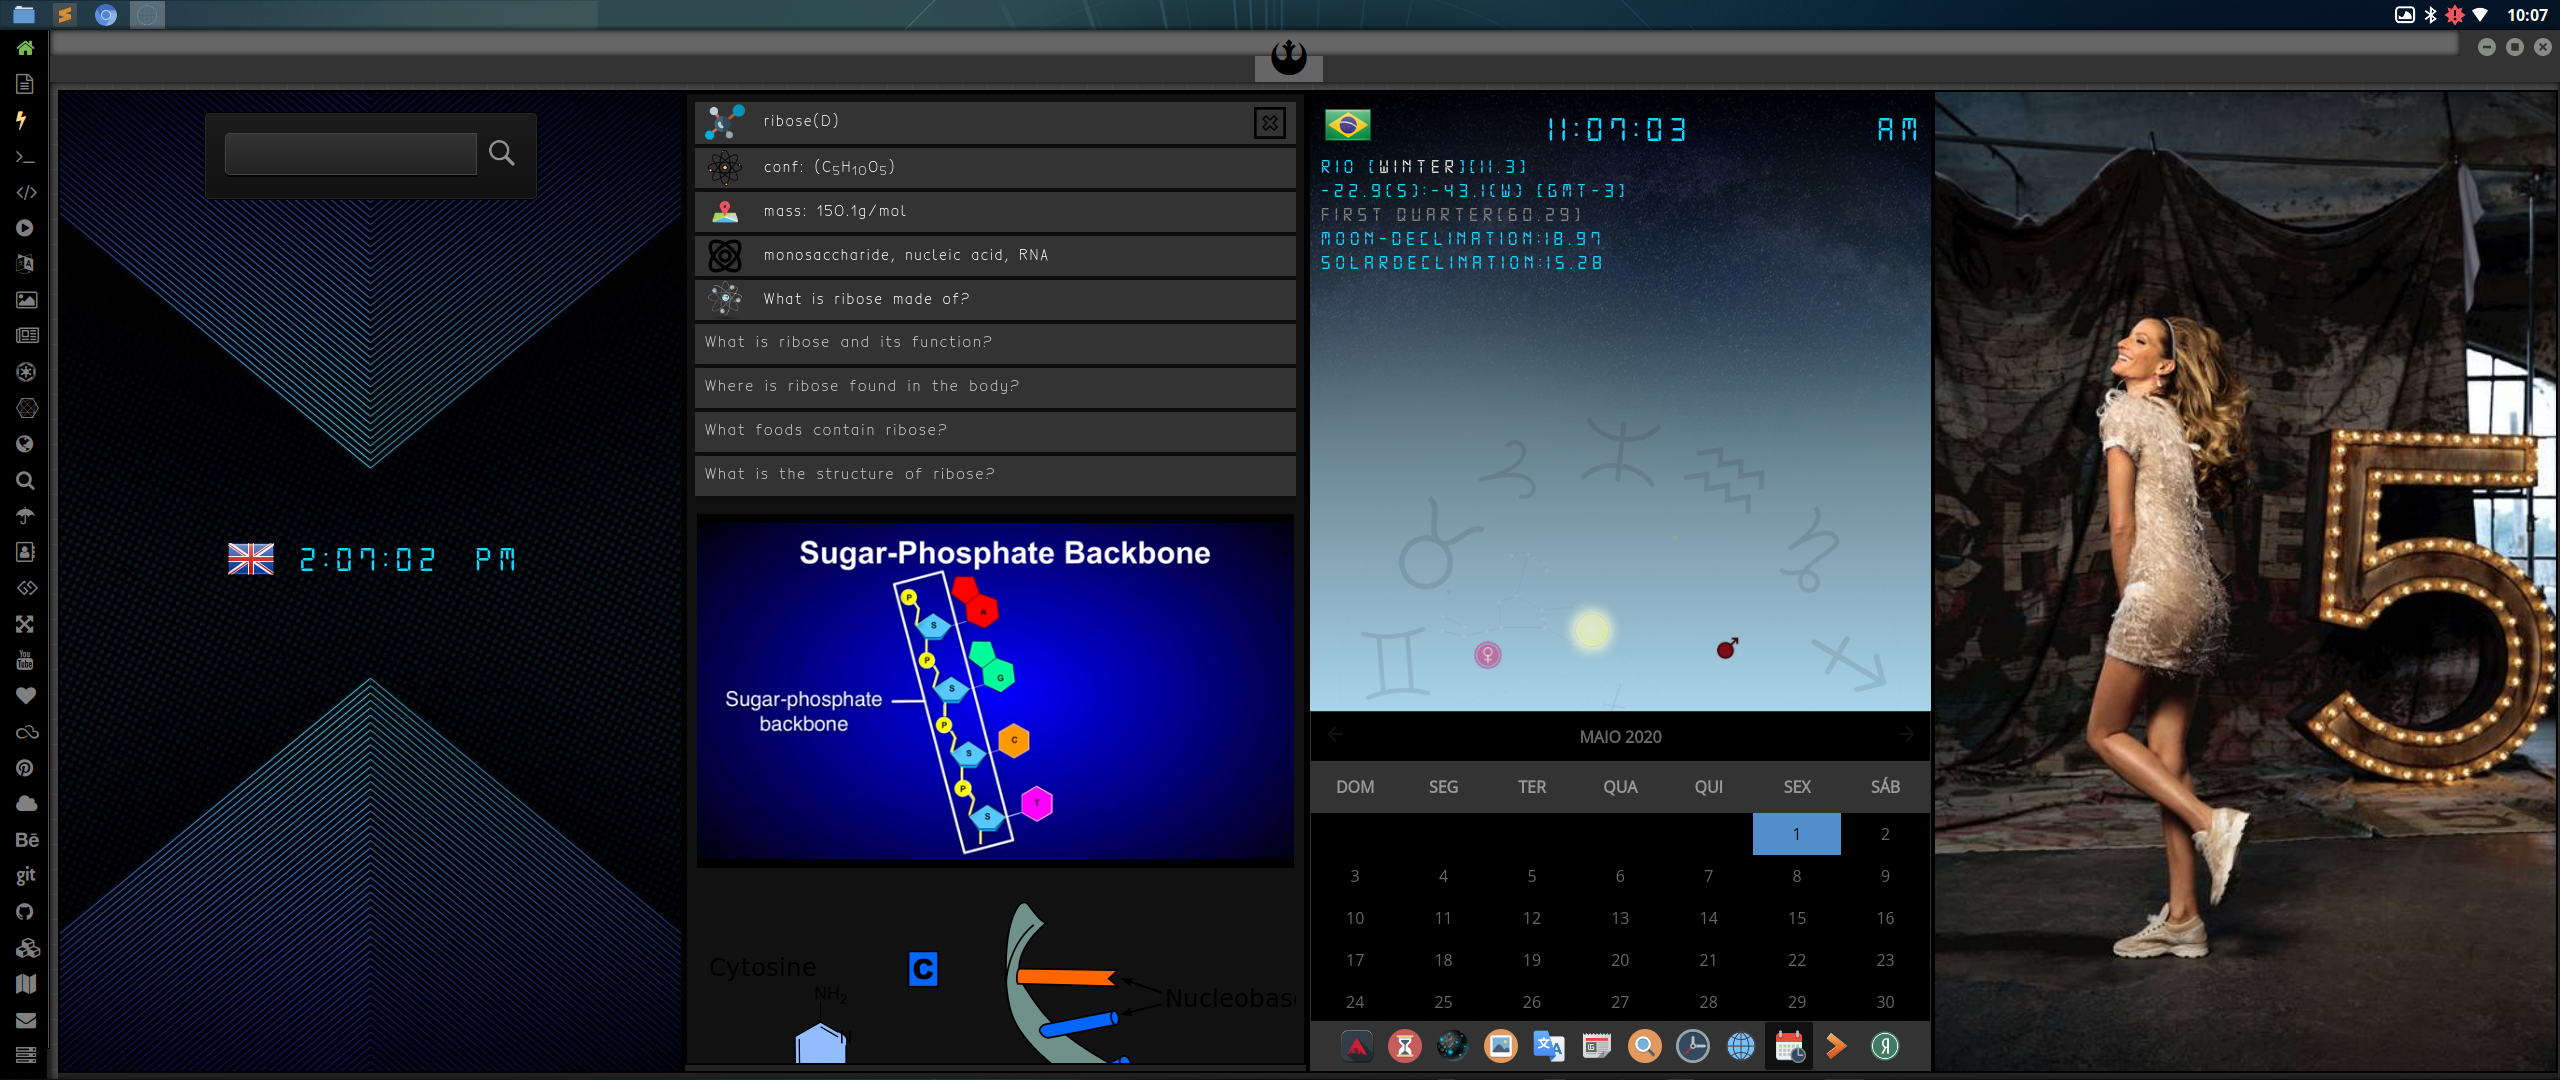 10:07
You
Tube
Bē
git
2:07:02 PM
ribose(D)
conf: (C5H10O5)
mass: 150.1g/mol
monosaccharide, nucleic acid, RNA
What is ribose made of?
What is ribose and its function?
Where is ribose found in the body?
What foods contain ribose?
What is the structure of ribose?
Sugar-Phosphate Backbone
P
A
S
P
G
S
Sugar-phosphate
backbone
P
C
S
P
T
S
Cytosine
C
NH2
N
Nucleobas
11:07:03 AM
RIO [WINTER][11.3]
-22.9(S):-43.1(W) [GMT-3]
FIRST QUARTER[60.29]
MOON-DECLINATION:18.97
SOLARDECLINATION:15.28
MAIO 2020
DOM SEG TER QUA QUI SEX SÁB
1 2
3 4 5 6 7 8 9
10 11 12 13 14 15 16
17 18 19 20 21 22 23
24 25 26 27 28 29 30
Я
5